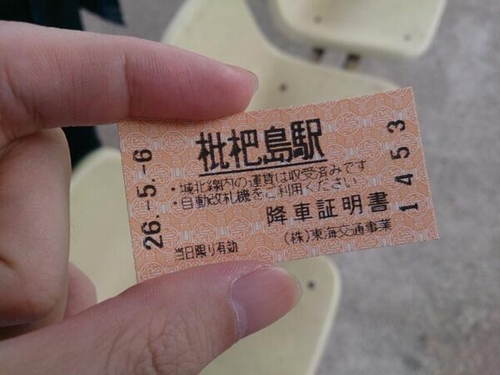 枇杷島駅
・城北線内の運賃は収受済みです
・自動改札機をご利用ください
降車証明書
(株)東海交通事業
当日限り有効
26.-5.-6
1453